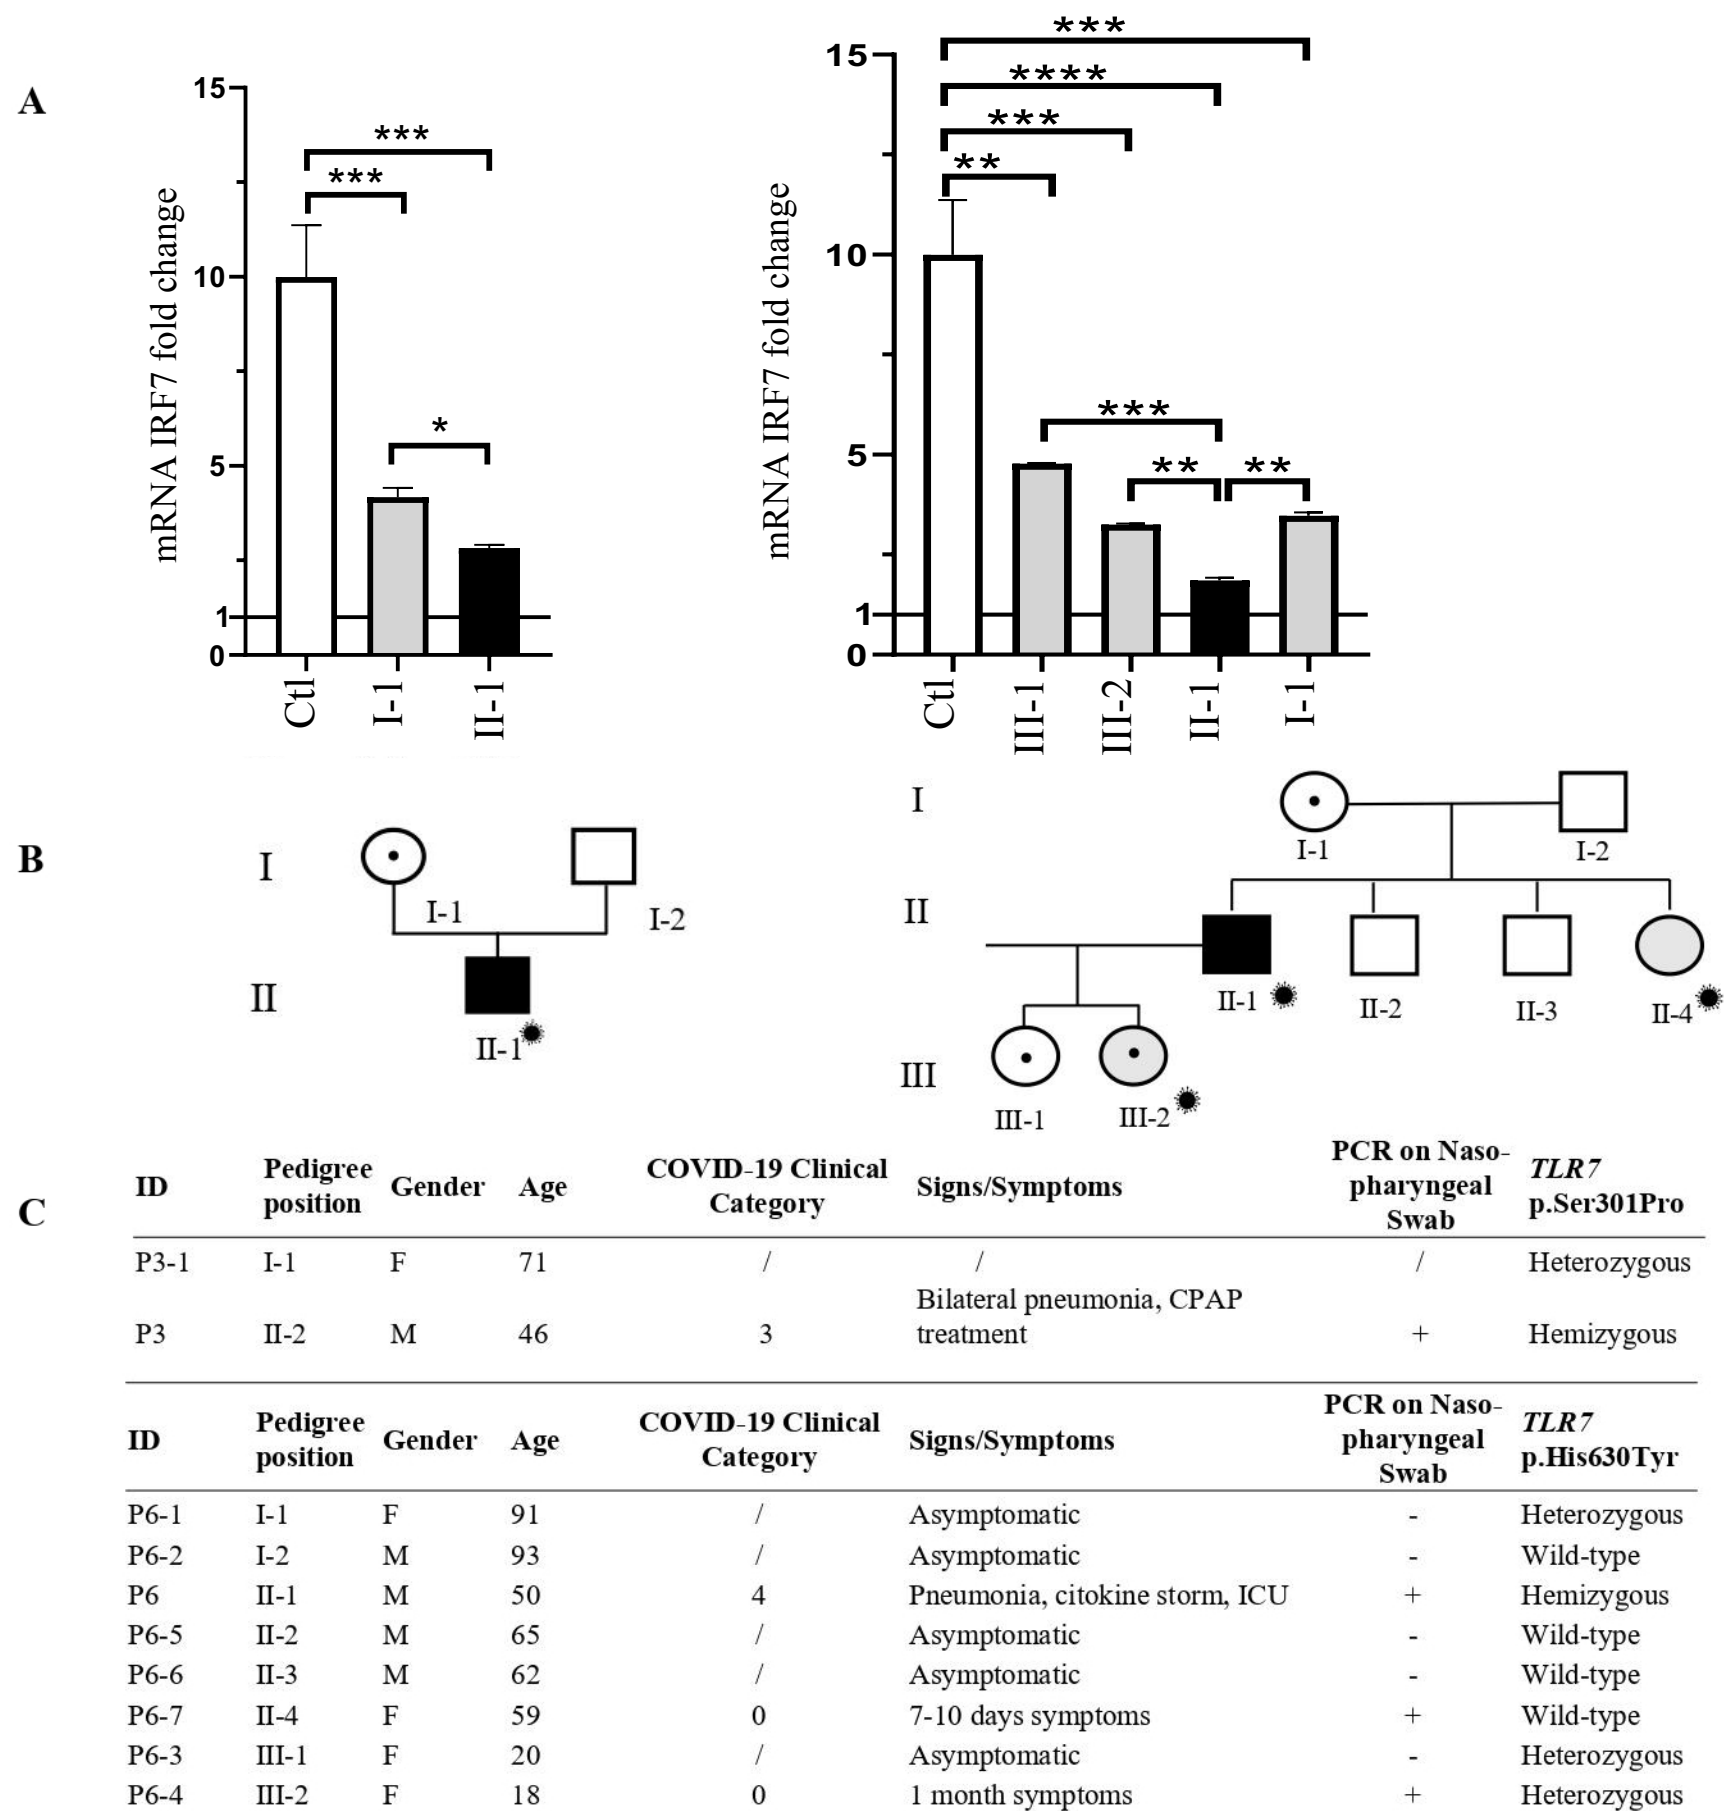 A
mRNA IRF7 fold change
15
10
5
1
0
***
***
*
Ctl
I-1
II-1
mRNA IRF7 fold change
15
10
5
1
0
***
****
***
**
***
**
**
Ctl
III-1
III-2
II-1
I-1
B
I
I-1
I-2
II
II-1
I
I-1
I-2
II
II-1
II-2
II-3
II-4
III
III-1
III-2
C
ID Pedigree position Gender Age COVID-19 Clinical Category Signs/Symptoms PCR on Naso-pharyngeal Swab TLR7 p.Ser301Pro
P3-1 I-1 F 71 / / / Heterozygous
P3 II-2 M 46 3 Bilateral pneumonia, CPAP treatment + Hemizygous
ID Pedigree position Gender Age COVID-19 Clinical Category Signs/Symptoms PCR on Naso-pharyngeal Swab TLR7 p.His630Tyr
P6-1 I-1 F 91 / Asymptomatic - Heterozygous
P6-2 I-2 M 93 / Asymptomatic - Wild-type
P6 II-1 M 50 4 Pneumonia, citokine storm, ICU + Hemizygous
P6-5 II-2 M 65 / Asymptomatic - Wild-type
P6-6 II-3 M 62 / Asymptomatic - Wild-type
P6-7 II-4 F 59 0 7-10 days symptoms + Wild-type
P6-3 III-1 F 20 / Asymptomatic - Heterozygous
P6-4 III-2 F 18 0 1 month symptoms + Heterozygous